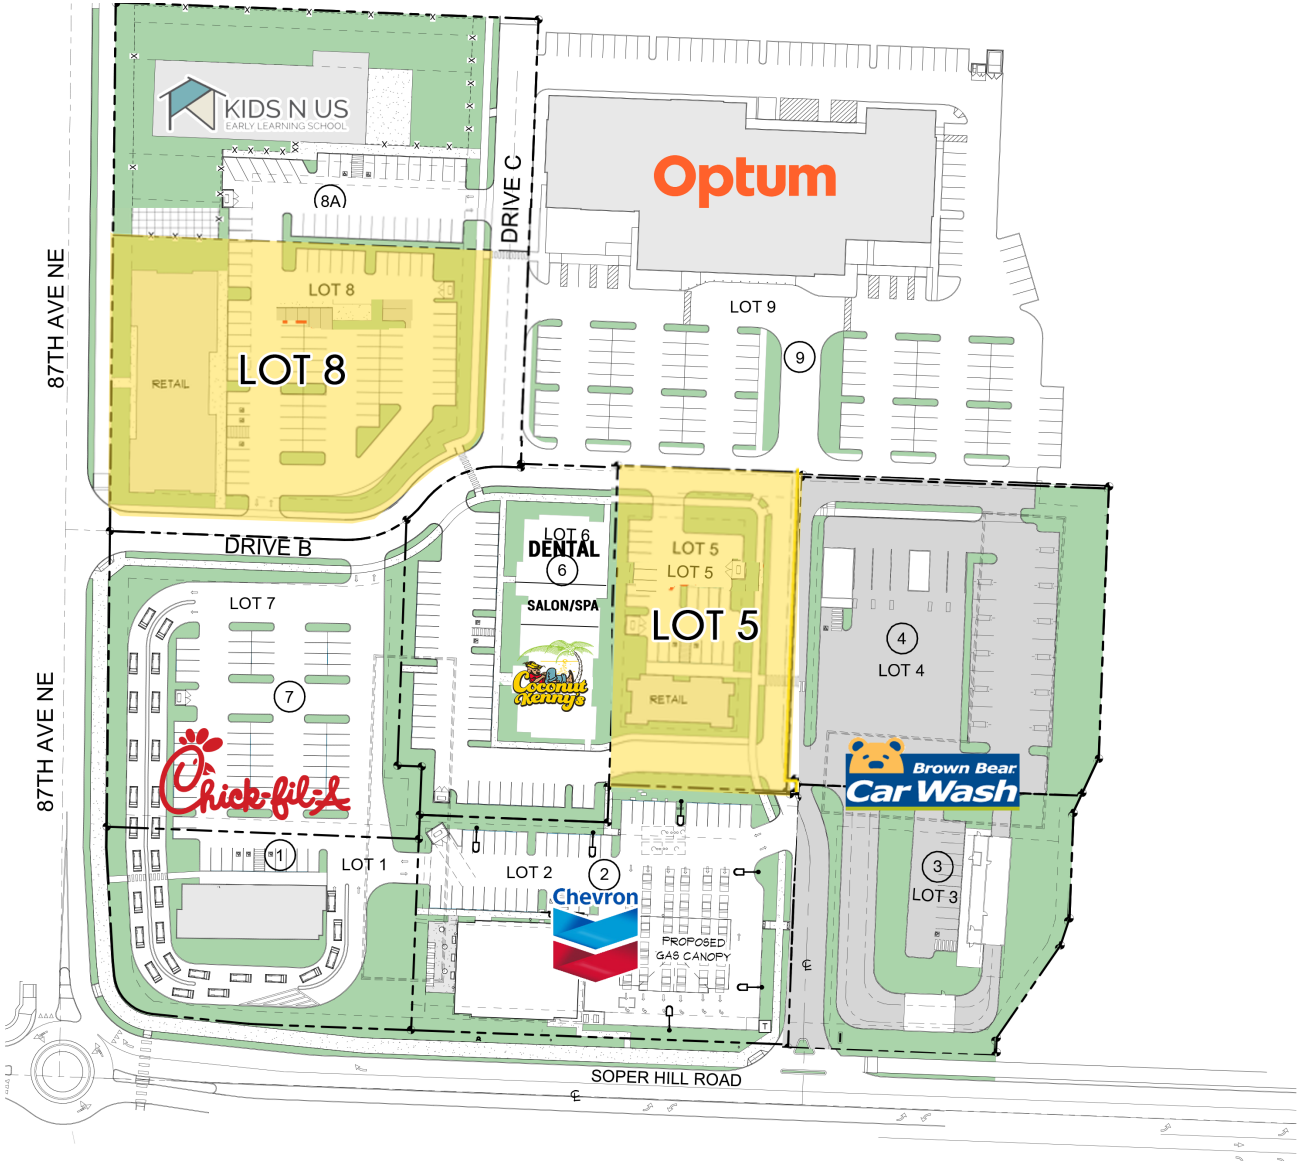 KIDS N US
EARLY LEARNING SCHOOL
8A
DRIVE C
Optum
87TH AVE NE
LOT 8
LOT 8
RETAIL
LOT 9
9
DRIVE B
LOT 6
DENTAL
6
SALON/SPA
Coconut
Kenny's
LOT 5
LOT 5
LOT 5
RETAIL
4
LOT 4
LOT 7
7
87TH AVE NE
Chick-fil-A
Brown Bear
Car Wash
1
LOT 1
LOT 2
2
Chevron
PROPOSED
GAS CANOPY
3
LOT 3
T
SOPER HILL ROAD